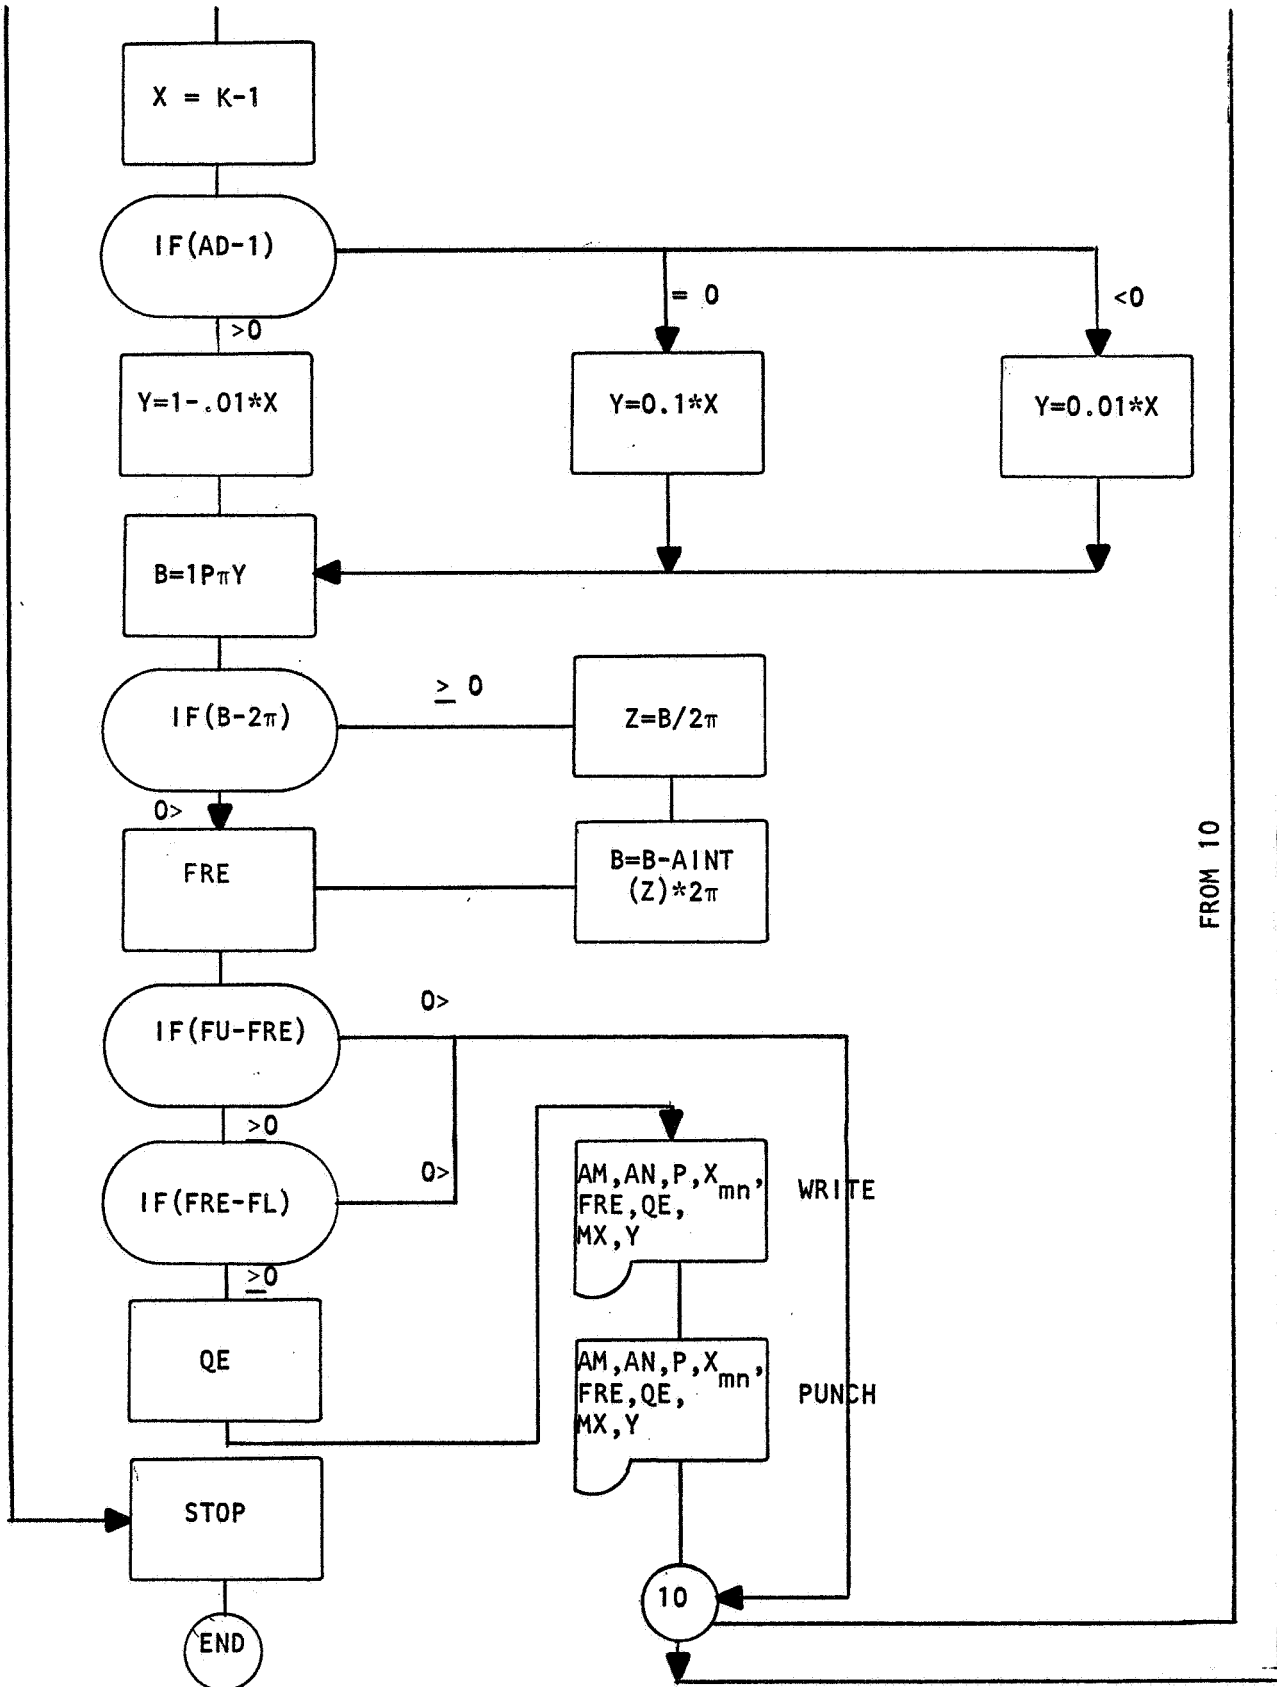 X = K-1
IF(AD-1)
= 0
<0
>0
Y=1-.01*X
Y=0.1*X
Y=0.01*X
B=1PπY
IF(B-2π)
≥ 0
Z=B/2π
0>
FRE
B=B-AINT
(Z)*2π
FROM 10
IF(FU-FRE)
0>
≥0
IF(FRE-FL)
0>
AM,AN,P,Xmn,
FRE,QE,
MX,Y
WRITE
≥0
QE
AM,AN,P,Xmn,
FRE,QE,
MX,Y
PUNCH
STOP
10
END